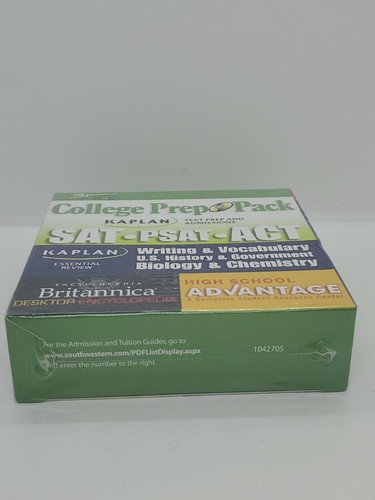 College Prep Pack
KAPLAN TEST PREP AND ADMISSIONS
SAT • PSAT • ACT
KAPLAN
ESSENTIAL REVIEW
Writing & Vocabulary
U.S. History & Government
Biology & Chemistry
ENCYCLOPÆDIA
Britannica
DESKTOP ENCYCLOPEDIA
HIGH SCHOOL
ADVANTAGE
A Complete Student Resource Center
For the Admission and Tuition Guides, go to
www.southwestern.com/PDFListDisplay.aspx
and enter the number to the right.
1042705